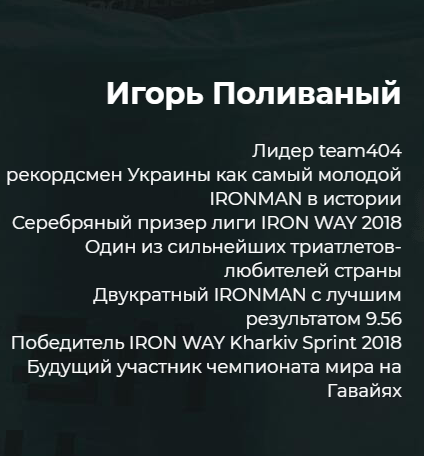 Игорь Поливаный
Лидер team404
рекордсмен Украины как самый молодой
IRONMAN в истории
Серебряный призер лиги IRON WAY 2018
Один из сильнейших триатлетов-
любителей страны
Двукратный IRONMAN с лучшим
результатом 9.56
Победитель IRON WAY Kharkiv Sprint 2018
Будущий участник чемпионата мира на
Гавайях